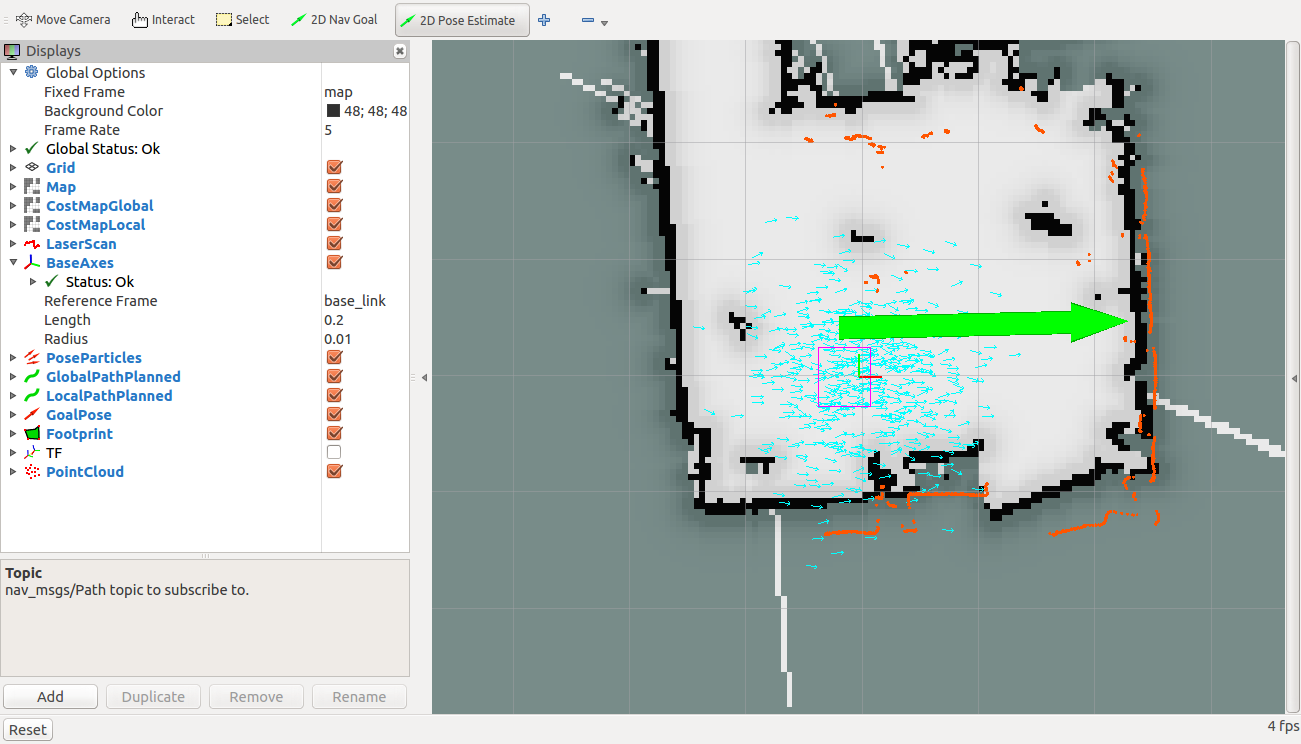 Move Camera Interact Select 2D Nav Goal 2D Pose Estimate
Displays
Global Options
Fixed Frame map
Background Color 48; 48; 48
Frame Rate 5
Global Status: Ok
Grid
Map
CostMapGlobal
CostMapLocal
LaserScan
BaseAxes
Status: Ok
Reference Frame base_link
Length 0.2
Radius 0.01
PoseParticles
GlobalPathPlanned
LocalPathPlanned
GoalPose
Footprint
TF
PointCloud
Topic
nav_msgs/Path topic to subscribe to.
Add Duplicate Remove Rename
Reset 4 fps